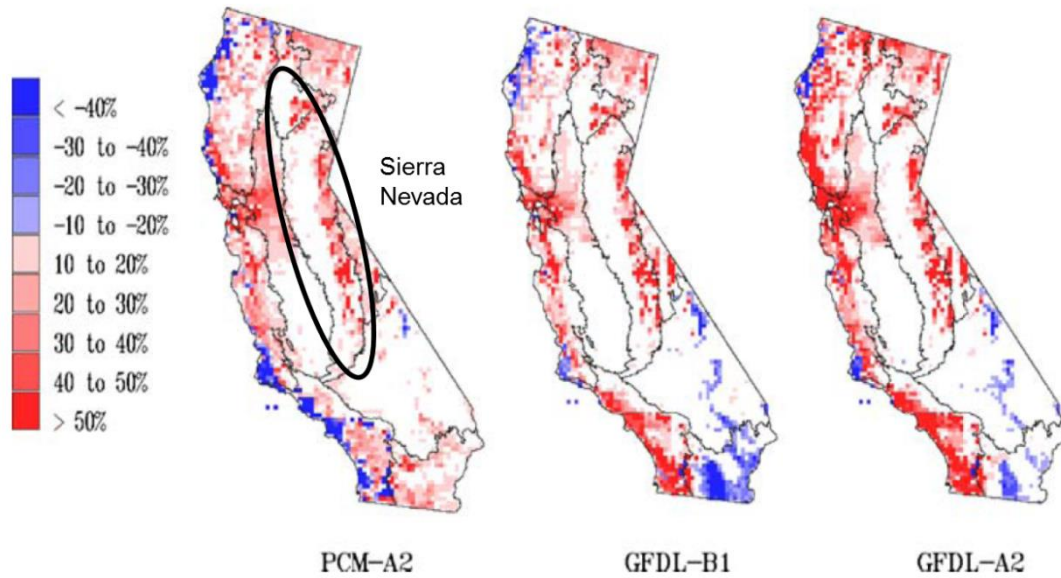 < -40%
-30 to -40%
-20 to -30%
-10 to -20%
10 to 20%
20 to 30%
30 to 40%
40 to 50%
> 50%
Sierra
Nevada
PCM-A2
GFDL-B1
GFDL-A2